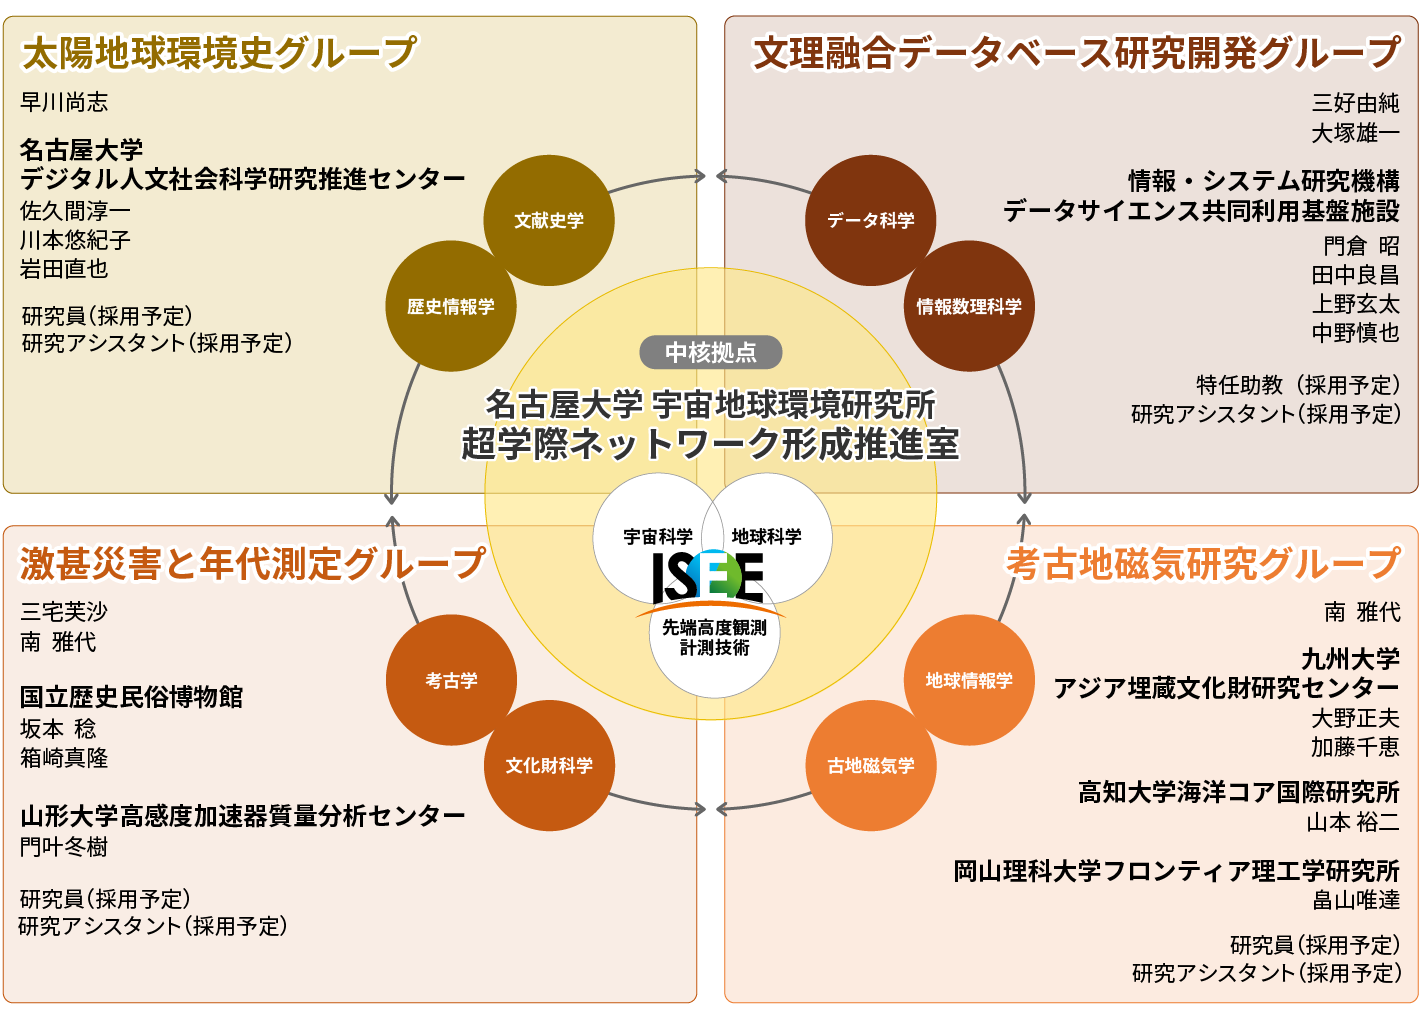 太陽地球環境史グループ
早川尚志
名古屋大学
デジタル人文社会科学研究推進センター
佐久間淳一
川本悠紀子
岩田直也
研究員(採用予定)
研究アシスタント(採用予定)
文献史学
歴史情報学
文理融合データベース研究開発グループ
三好由純
大塚雄一
情報・システム研究機構
データサイエンス共同利用基盤施設
門倉 昭
田中良昌
上野玄太
中野慎也
特任助教（採用予定）
研究アシスタント(採用予定)
データ科学
情報数理科学
中核拠点
名古屋大学 宇宙地球環境研究所
超学際ネットワーク形成推進室
宇宙科学
地球科学
ISEE
先端高度観測
計測技術
激甚災害と年代測定グループ
三宅芙沙
南 雅代
国立歴史民俗博物館
坂本 稔
箱崎真隆
山形大学高感度加速器質量分析センター
門叶冬樹
研究員(採用予定)
研究アシスタント(採用予定)
考古学
文化財科学
考古地磁気研究グループ
南 雅代
九州大学
アジア埋蔵文化財研究センター
大野正夫
加藤千恵
高知大学海洋コア国際研究所
山本 裕二
岡山理科大学フロンティア理工学研究所
畠山唯達
研究員(採用予定)
研究アシスタント(採用予定)
地球情報学
古地磁気学